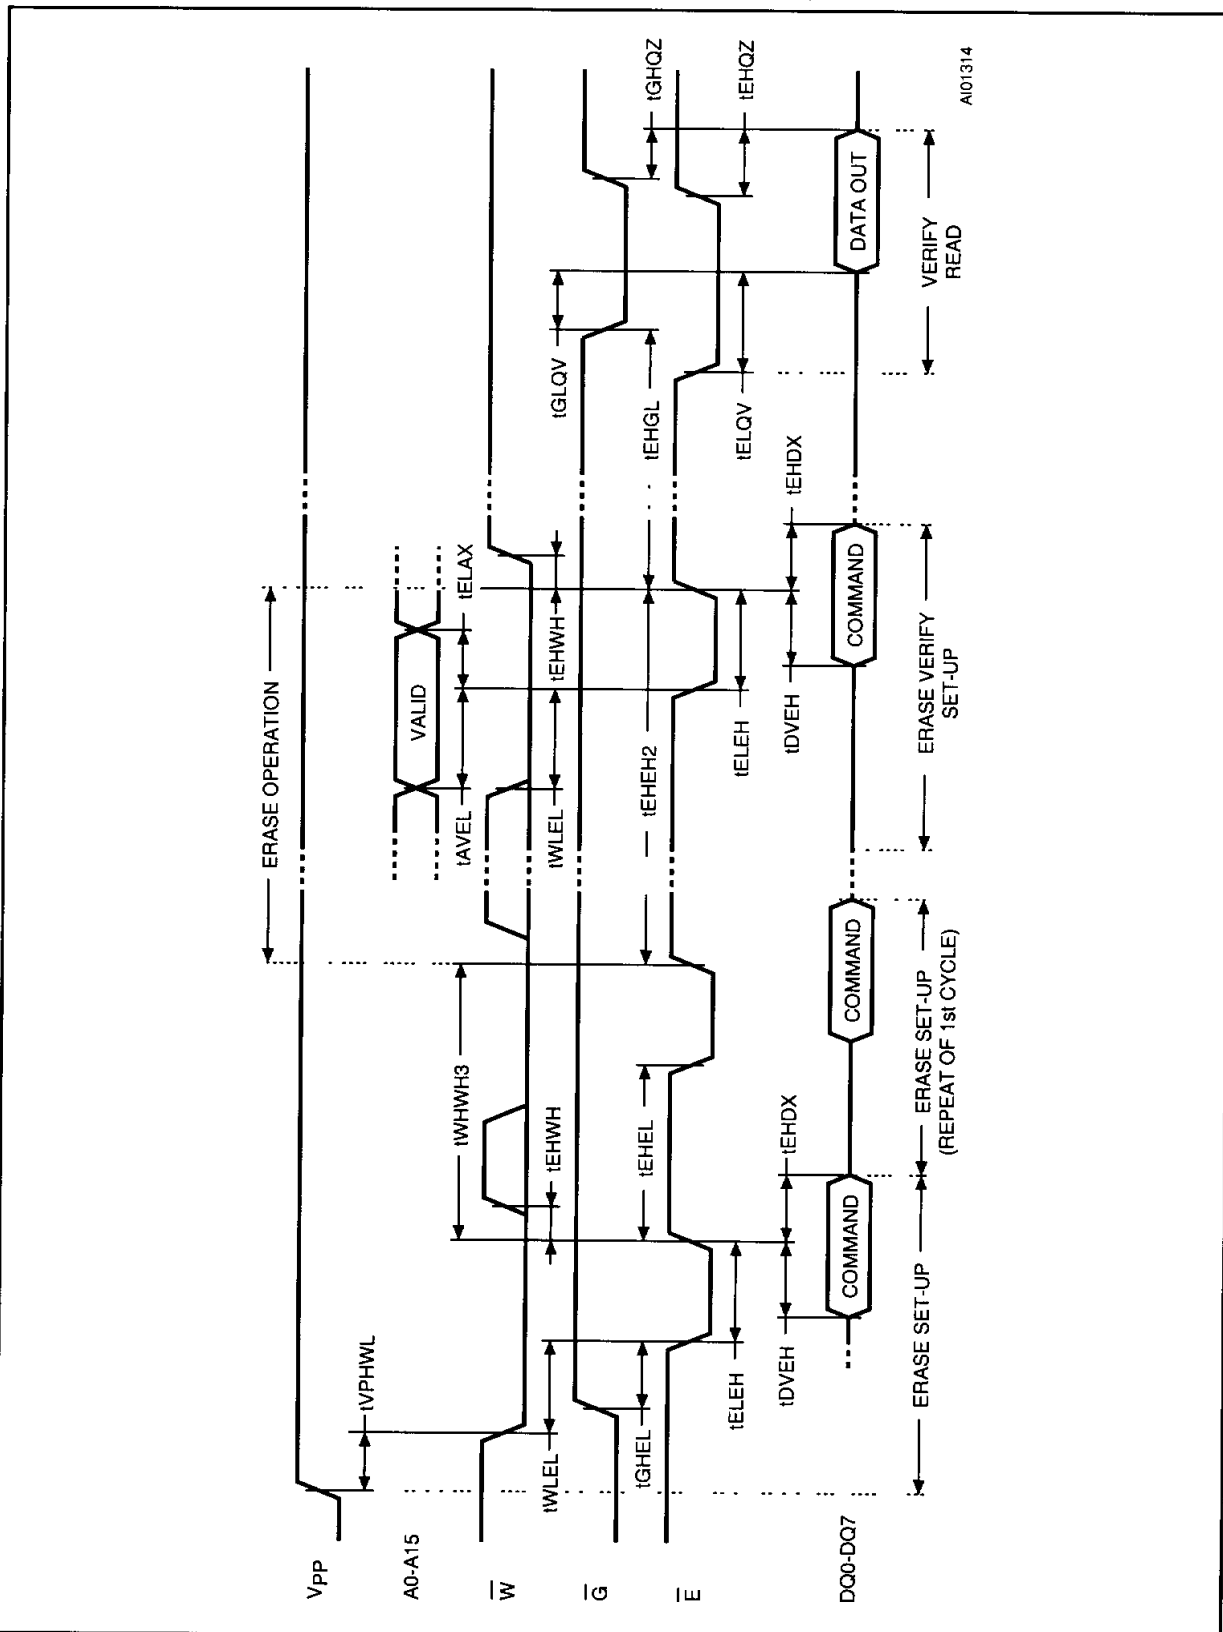 ERASE OPERATION
VPP
tVPHWL
A0-A15
VALID
tAVEL
tELAX
tWHWH3
W
tWLEL
tEHWH
tWLEL
tEHWH
tGLQV
G
tGHEL
tEHEL
tEHEH2
tEHGL
tGHQZ
E
tELEH
tELEH
tELQV
tEHQZ
tDVEH
tEHDX
tDVEH
tEHDX
DQ0-DQ7
COMMAND
COMMAND
COMMAND
DATA OUT
ERASE SET-UP
ERASE SET-UP
(REPEAT OF 1st CYCLE)
ERASE VERIFY
SET-UP
VERIFY
READ
AI01314